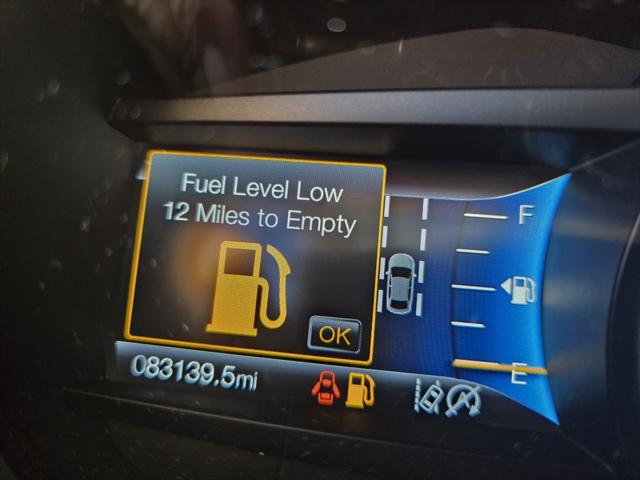 Fuel Level Low
12 Miles to Empty
OK
F
E
083139.5mi